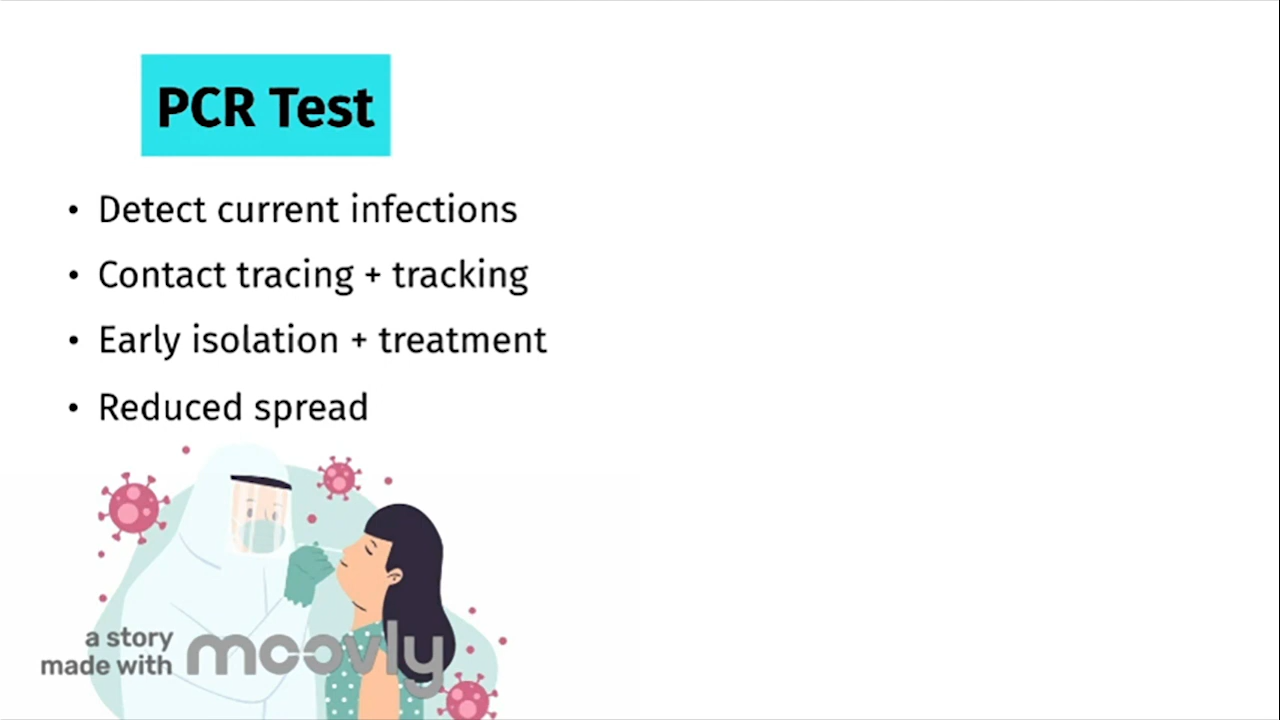 PCR Test
• Detect current infections
• Contact tracing + tracking
• Early isolation + treatment
• Reduced spread
a story
made with moovly